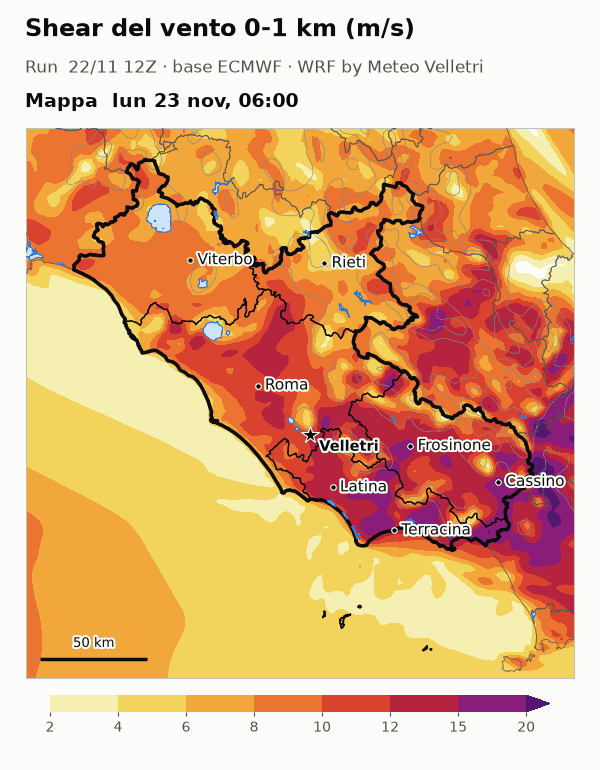 Shear del vento 0-1 km (m/s)
Run  22/11 12Z · base ECMWF · WRF by Meteo Velletri
Mappa  lun 23 nov, 06:00
Viterbo
Rieti
Roma
Velletri
Frosinone
Latina
Cassino
Terracina
50 km
2 4 6 8 10 12 15 20